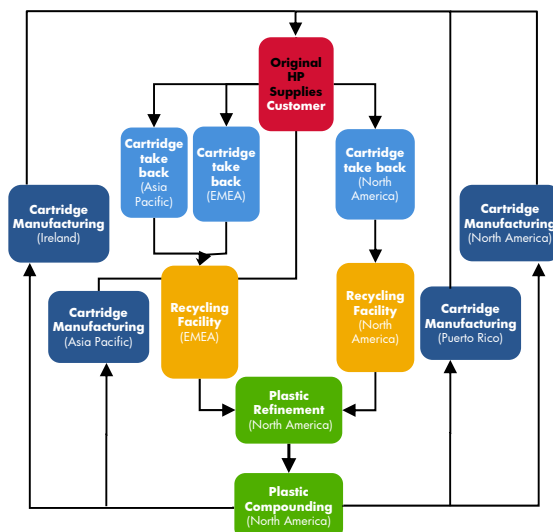 Original
HP
Supplies
Customer
Cartridge
take
back
(Asia
Pacific)
Cartridge
take back
(EMEA)
Cartridge
take back
(North
America)
Cartridge
Manufacturing
(Ireland)
Cartridge
Manufacturing
(North America)
Cartridge
Manufacturing
(Asia Pacific)
Recycling
Facility
(EMEA)
Recycling
Facility
(North
America)
Cartridge
Manufacturing
(Puerto Rico)
Plastic
Refinement
(North America)
Plastic
Compounding
(North America)